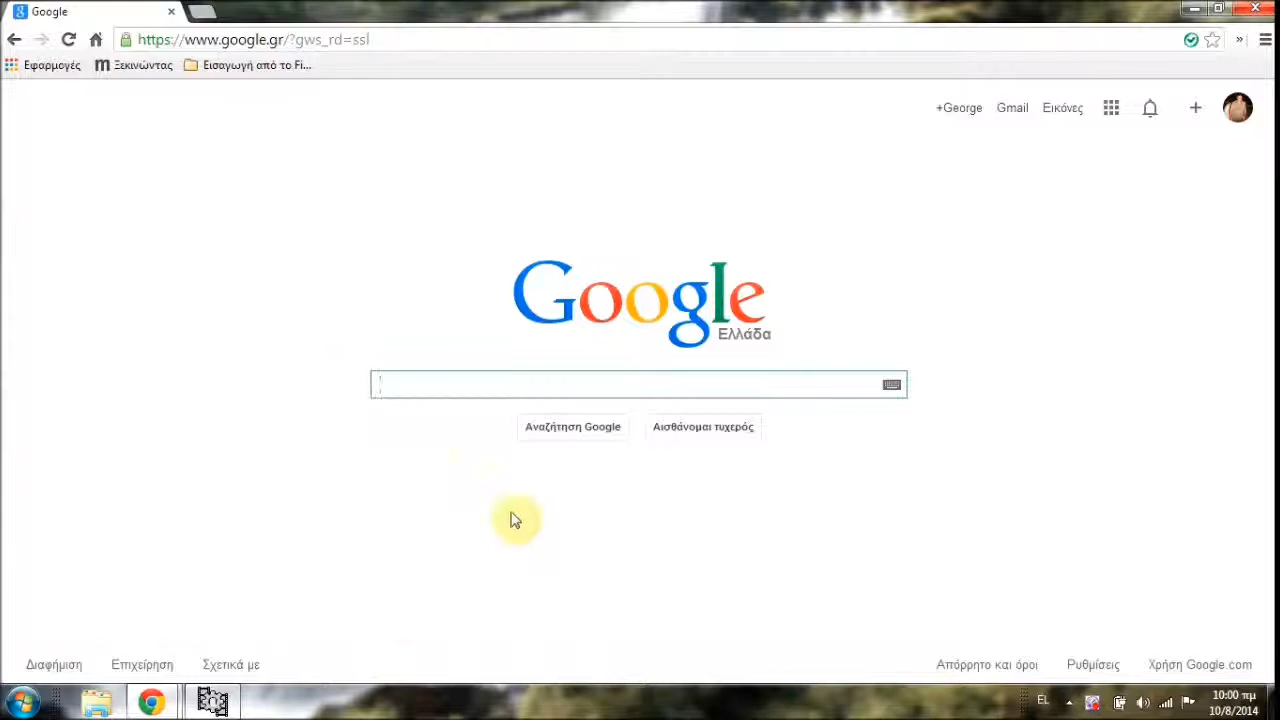 Google
https://www.google.gr/?gws_rd=ssl
Εφαρμογές
Ξεκινώντας
Εισαγωγή από το Fi...
+George
Gmail
Εικόνες
Google
Ελλάδα
Αναζήτηση Google
Αισθάνομαι τυχερός
Διαφήμιση
Επιχείρηση
Σχετικά με
Απόρρητο και όροι
Ρυθμίσεις
Χρήση Google.com
EL
10:00 πμ
10/8/2014